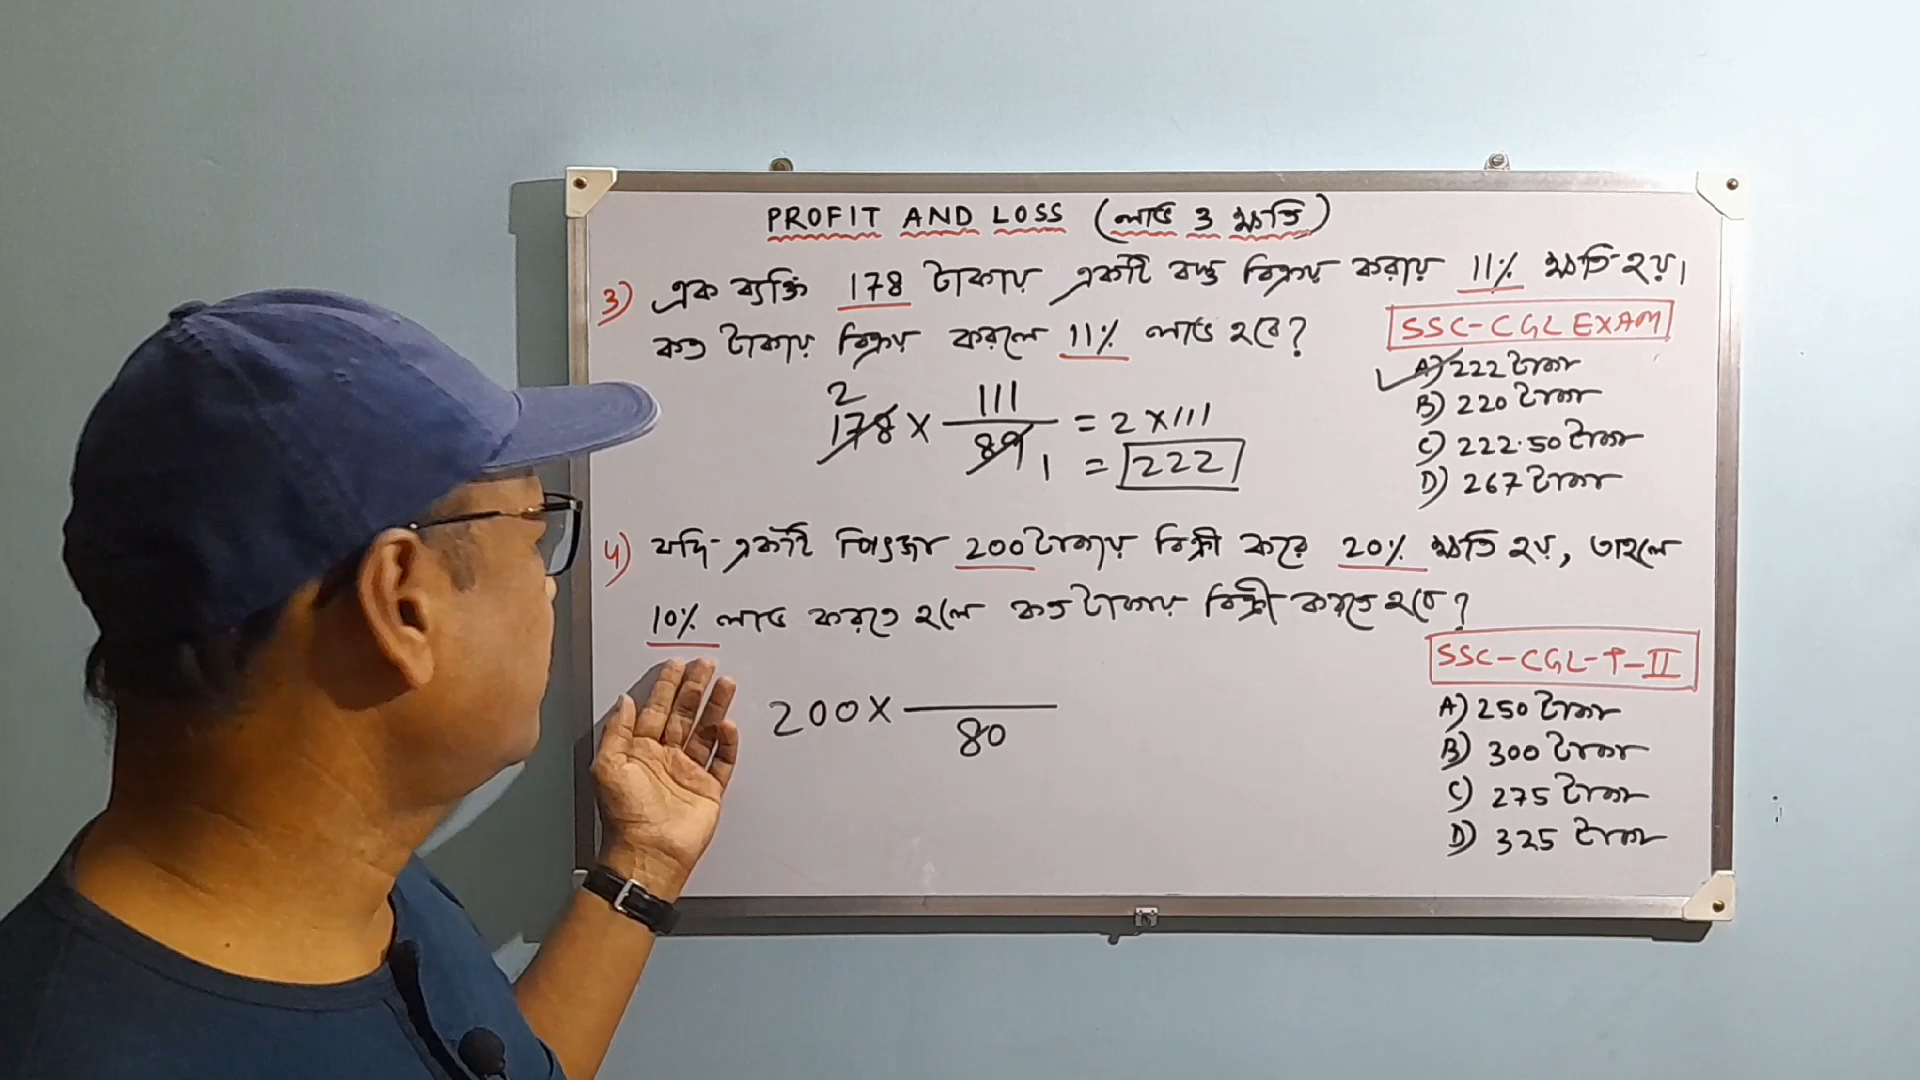 PROFIT AND LOSS (লাভ ও ক্ষতি)
3) এক ব্যক্তি 178 টাকায় একটি বস্তু বিক্রয় করায় 11% ক্ষতি হয়।
কত টাকায় বিক্রয় করলে 11% লাভ হবে?
SSC-CGL EXAM
A) 222 টাকা
B) 220 টাকা
C) 222.50 টাকা
D) 267 টাকা
2
178 × 111/89 = 2 × 111
1 = 222
4) যদি একটি পিৎজা 200 টাকায় বিক্রী করে 20% ক্ষতি হয়, তাহলে
10% লাভ করতে হলে কত টাকায় বিক্রী করতে হবে?
SSC-CGL-T-II
A) 250 টাকা
B) 300 টাকা
C) 275 টাকা
D) 325 টাকা
200 × —/80